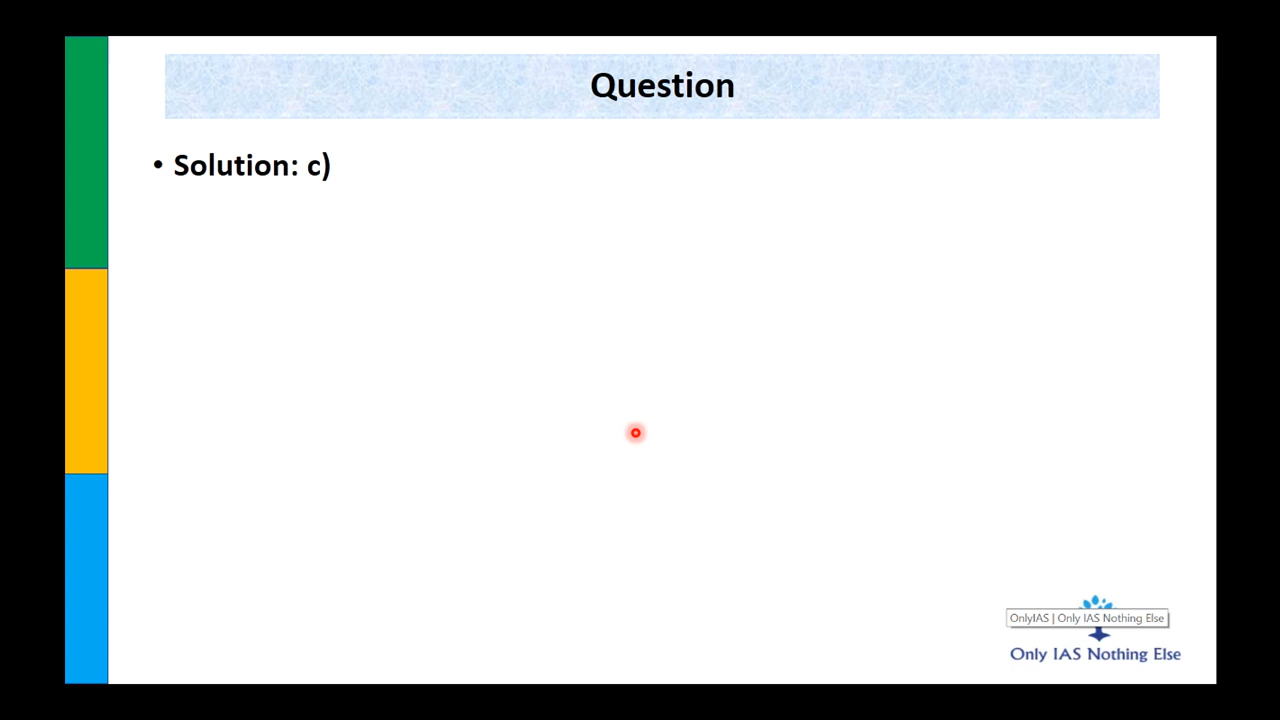 Question
• Solution: c)
OnlyIAS | Only IAS Nothing Else
Only IAS Nothing Else